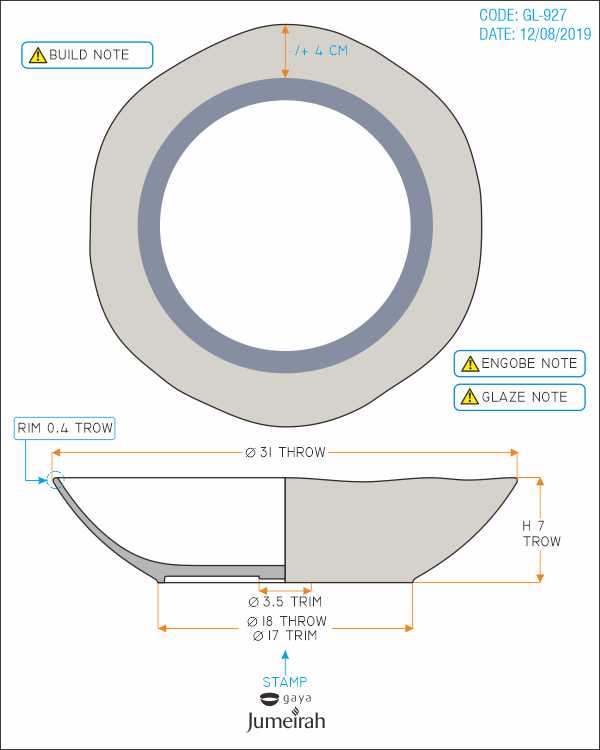 CODE: GL-927
DATE: 12/08/2019
BUILD NOTE
-/+ 4 CM
ENGOBE NOTE
GLAZE NOTE
RIM 0.4 TROW
Ø 31 THROW
H 7
TROW
Ø 3.5 TRIM
Ø 18 THROW
Ø 17 TRIM
STAMP
gaya
Jumeirah